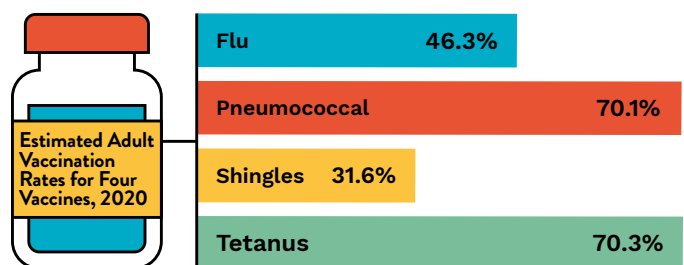 Estimated Adult
Vaccination
Rates for Four
Vaccines, 2020
Flu 46.3%
Pneumococcal 70.1%
Shingles 31.6%
Tetanus 70.3%